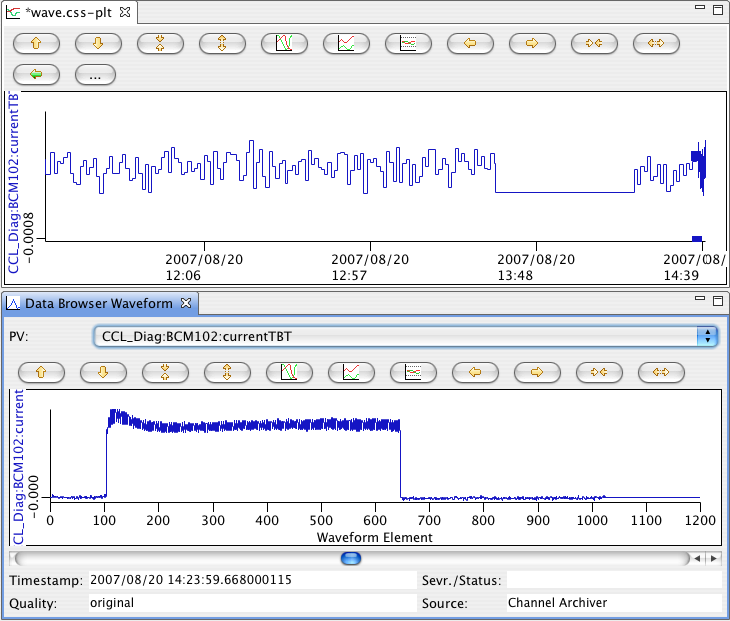 *wave.css-plt
...
CCL_Diag:BCM102:currentTBT
-0.0008
2007/08/20 2007/08/20 2007/08/20 2007/08/
12:06 12:57 13:48 14:39
Data Browser Waveform
PV: CCL_Diag:BCM102:currentTBT
CL_Diag:BCM102:current
-0.000
0 100 200 300 400 500 600 700 800 900 1000 1100 1200
Waveform Element
Timestamp: 2007/08/20 14:23:59.668000115 Sevr./Status:
Quality: original Source: Channel Archiver